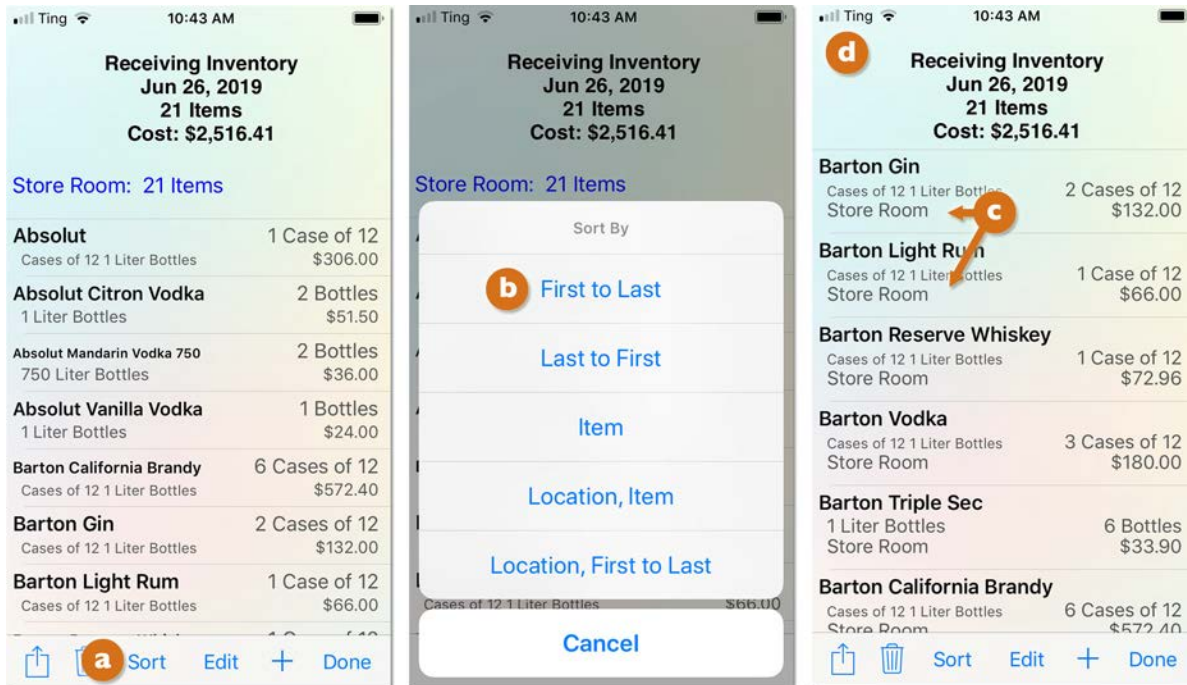 Ting 10:43 AM
Receiving Inventory
Jun 26, 2019
21 Items
Cost: $2,516.41
Store Room: 21 Items
Absolut 1 Case of 12
Cases of 12 1 Liter Bottles $306.00
Absolut Citron Vodka 2 Bottles
1 Liter Bottles $51.50
Absolut Mandarin Vodka 750 2 Bottles
750 Liter Bottles $36.00
Absolut Vanilla Vodka 1 Bottles
1 Liter Bottles $24.00
Barton California Brandy 6 Cases of 12
Cases of 12 1 Liter Bottles $572.40
Barton Gin 2 Cases of 12
Cases of 12 1 Liter Bottles $132.00
Barton Light Rum 1 Case of 12
Cases of 12 1 Liter Bottles $66.00
a Sort Edit + Done
Ting 10:43 AM
Receiving Inventory
Jun 26, 2019
21 Items
Cost: $2,516.41
Store Room: 21 Items
Sort By
b First to Last
Last to First
Item
Location, Item
Location, First to Last
Cases of 12 1 Liter Bottles $66.00
Cancel
Ting 10:43 AM
d Receiving Inventory
Jun 26, 2019
21 Items
Cost: $2,516.41
Barton Gin
Cases of 12 1 Liter Bottles 2 Cases of 12
Store Room c $132.00
Barton Light Rum
Cases of 12 1 Liter Bottles 1 Case of 12
Store Room $66.00
Barton Reserve Whiskey
Cases of 12 1 Liter Bottles 1 Case of 12
Store Room $72.96
Barton Vodka
Cases of 12 1 Liter Bottles 3 Cases of 12
Store Room $180.00
Barton Triple Sec
1 Liter Bottles 6 Bottles
Store Room $33.90
Barton California Brandy
Cases of 12 1 Liter Bottles 6 Cases of 12
Store Room $572.40
Sort Edit + Done